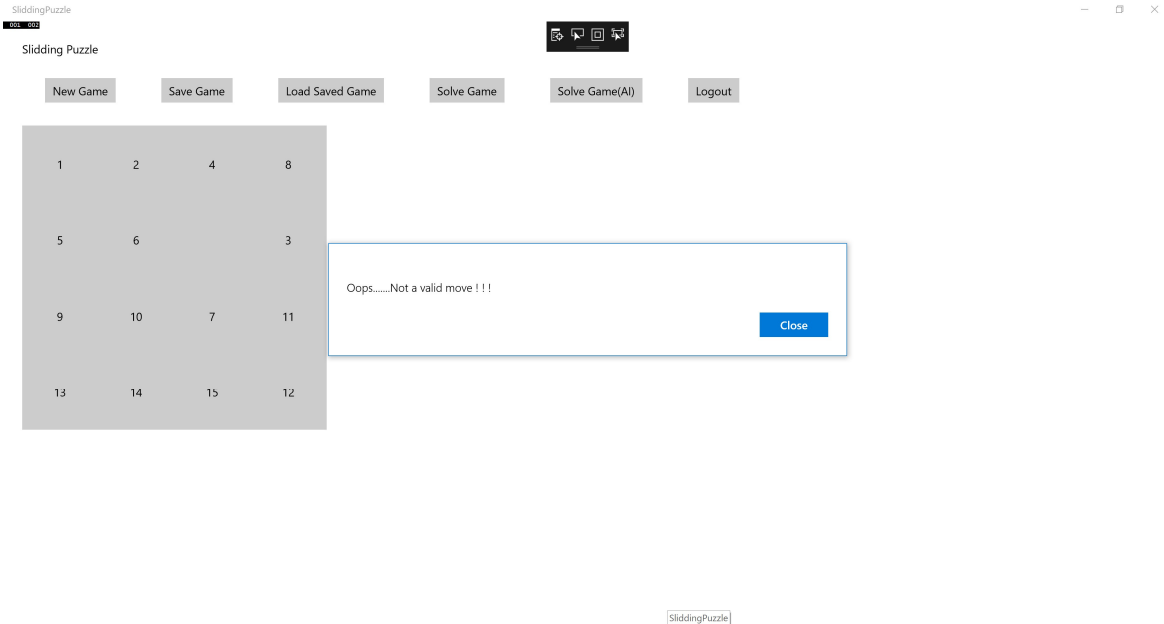 SliddingPuzzle
001 002
Slidding Puzzle
New Game Save Game Load Saved Game Solve Game Solve Game(AI) Logout
1 2 4 8
5 6 3
9 10 7 11
13 14 15 12
Oops.......Not a valid move ! ! !
Close
SliddingPuzzle